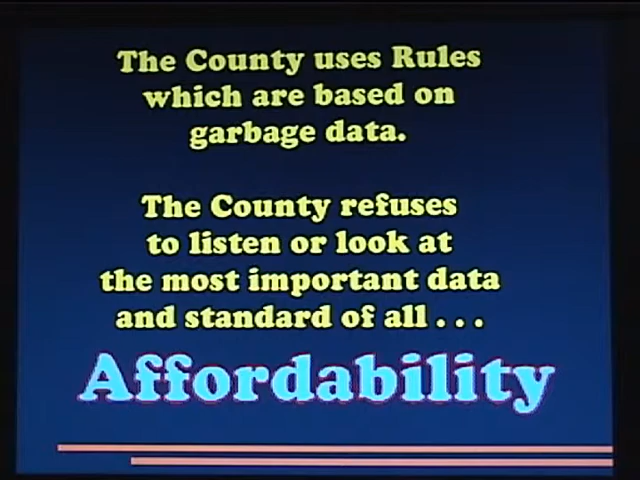 The County uses Rules
which are based on
garbage data.
The County refuses
to listen or look at
the most important data
and standard of all . . .
Affordability